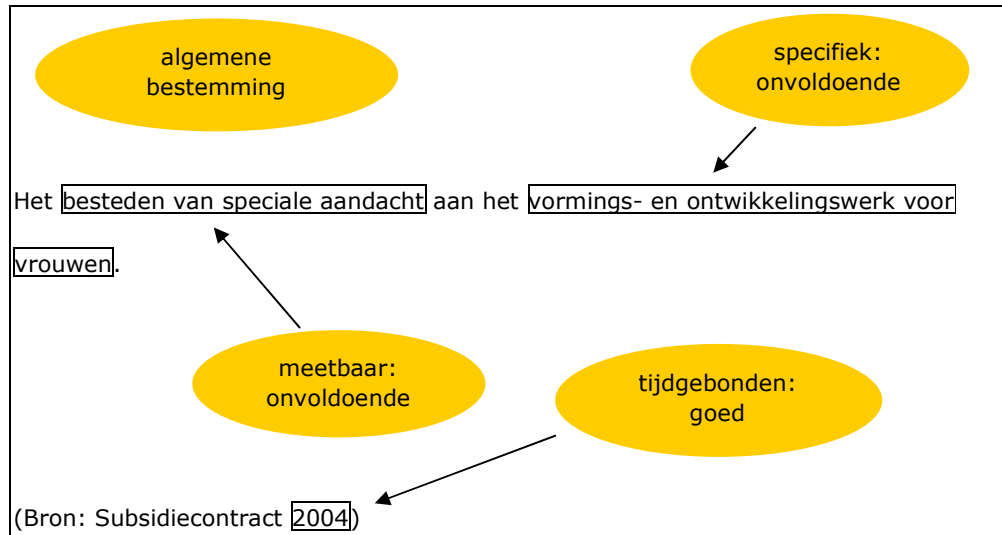 algemene
bestemming
specifiek:
onvoldoende
Het besteden van speciale aandacht aan het vormings- en ontwikkelingswerk voor
vrouwen.
meetbaar:
onvoldoende
tijdgebonden:
goed
(Bron: Subsidiecontract 2004)